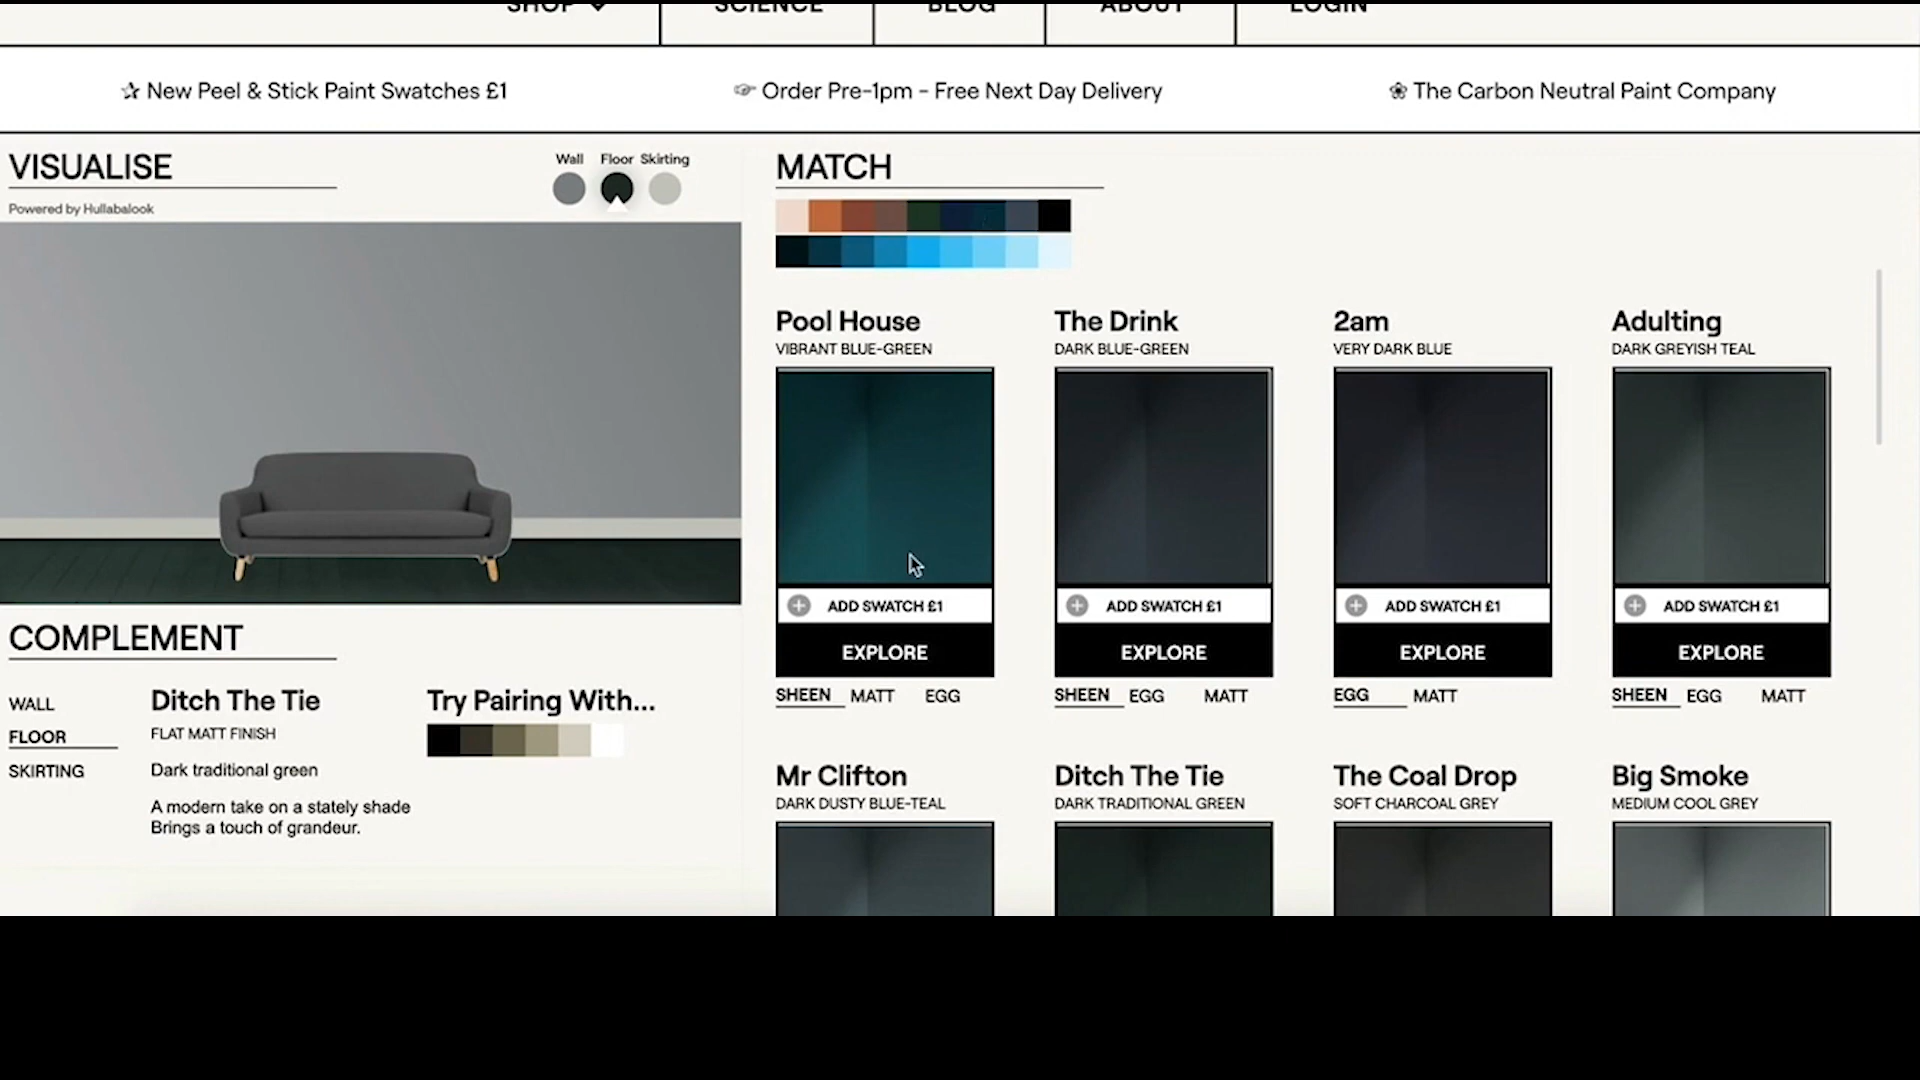 SHOP
SCIENCE
BLOG
ABOUT
LOGIN
New Peel & Stick Paint Swatches £1
Order Pre-1pm - Free Next Day Delivery
The Carbon Neutral Paint Company
VISUALISE
Wall Floor Skirting
Powered by Hullabalook
COMPLEMENT
WALL
FLOOR
SKIRTING
Ditch The Tie
FLAT MATT FINISH
Dark traditional green
A modern take on a stately shade
Brings a touch of grandeur.
Try Pairing With...
MATCH
Pool House
VIBRANT BLUE-GREEN
ADD SWATCH £1
EXPLORE
SHEEN MATT EGG
The Drink
DARK BLUE-GREEN
ADD SWATCH £1
EXPLORE
SHEEN EGG MATT
2am
VERY DARK BLUE
ADD SWATCH £1
EXPLORE
EGG MATT
Adulting
DARK GREYISH TEAL
ADD SWATCH £1
EXPLORE
SHEEN EGG MATT
Mr Clifton
DARK DUSTY BLUE-TEAL
Ditch The Tie
DARK TRADITIONAL GREEN
The Coal Drop
SOFT CHARCOAL GREY
Big Smoke
MEDIUM COOL GREY